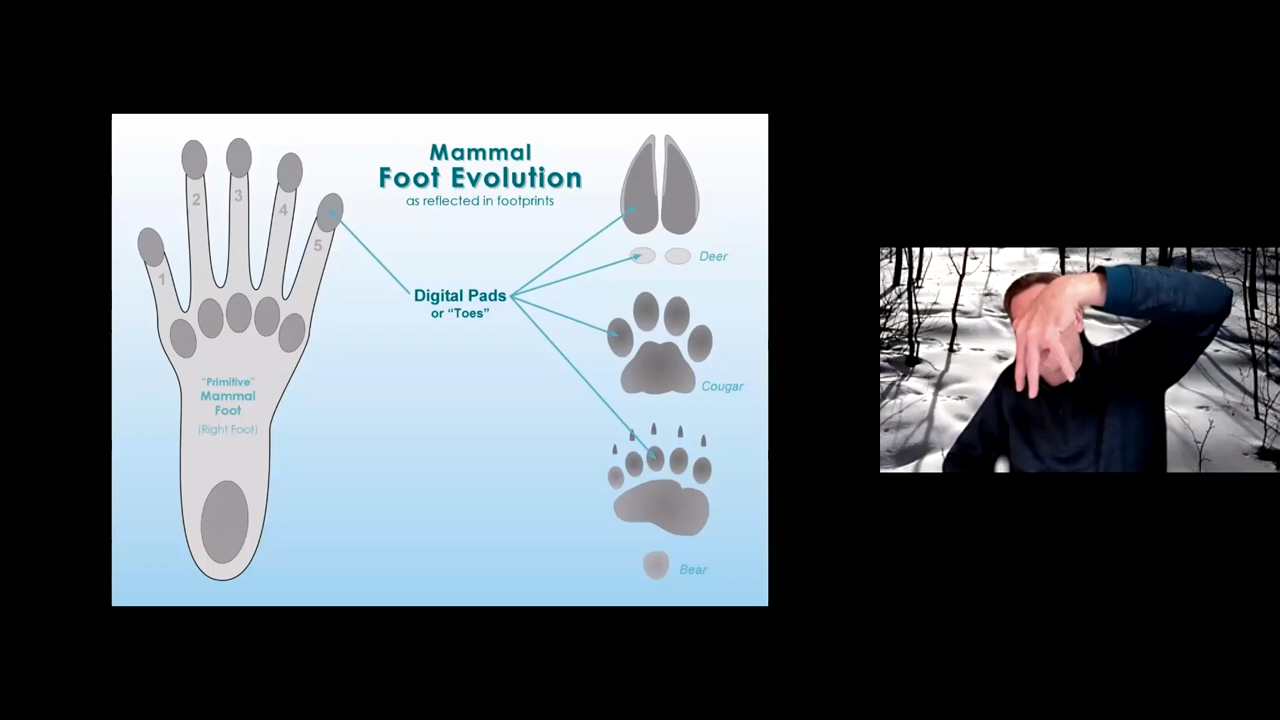 Mammal
Foot Evolution
as reflected in footprints
1
2
3
4
5
"Primitive"
Mammal
Foot
(Right Foot)
Digital Pads
or "Toes"
Deer
Cougar
Bear